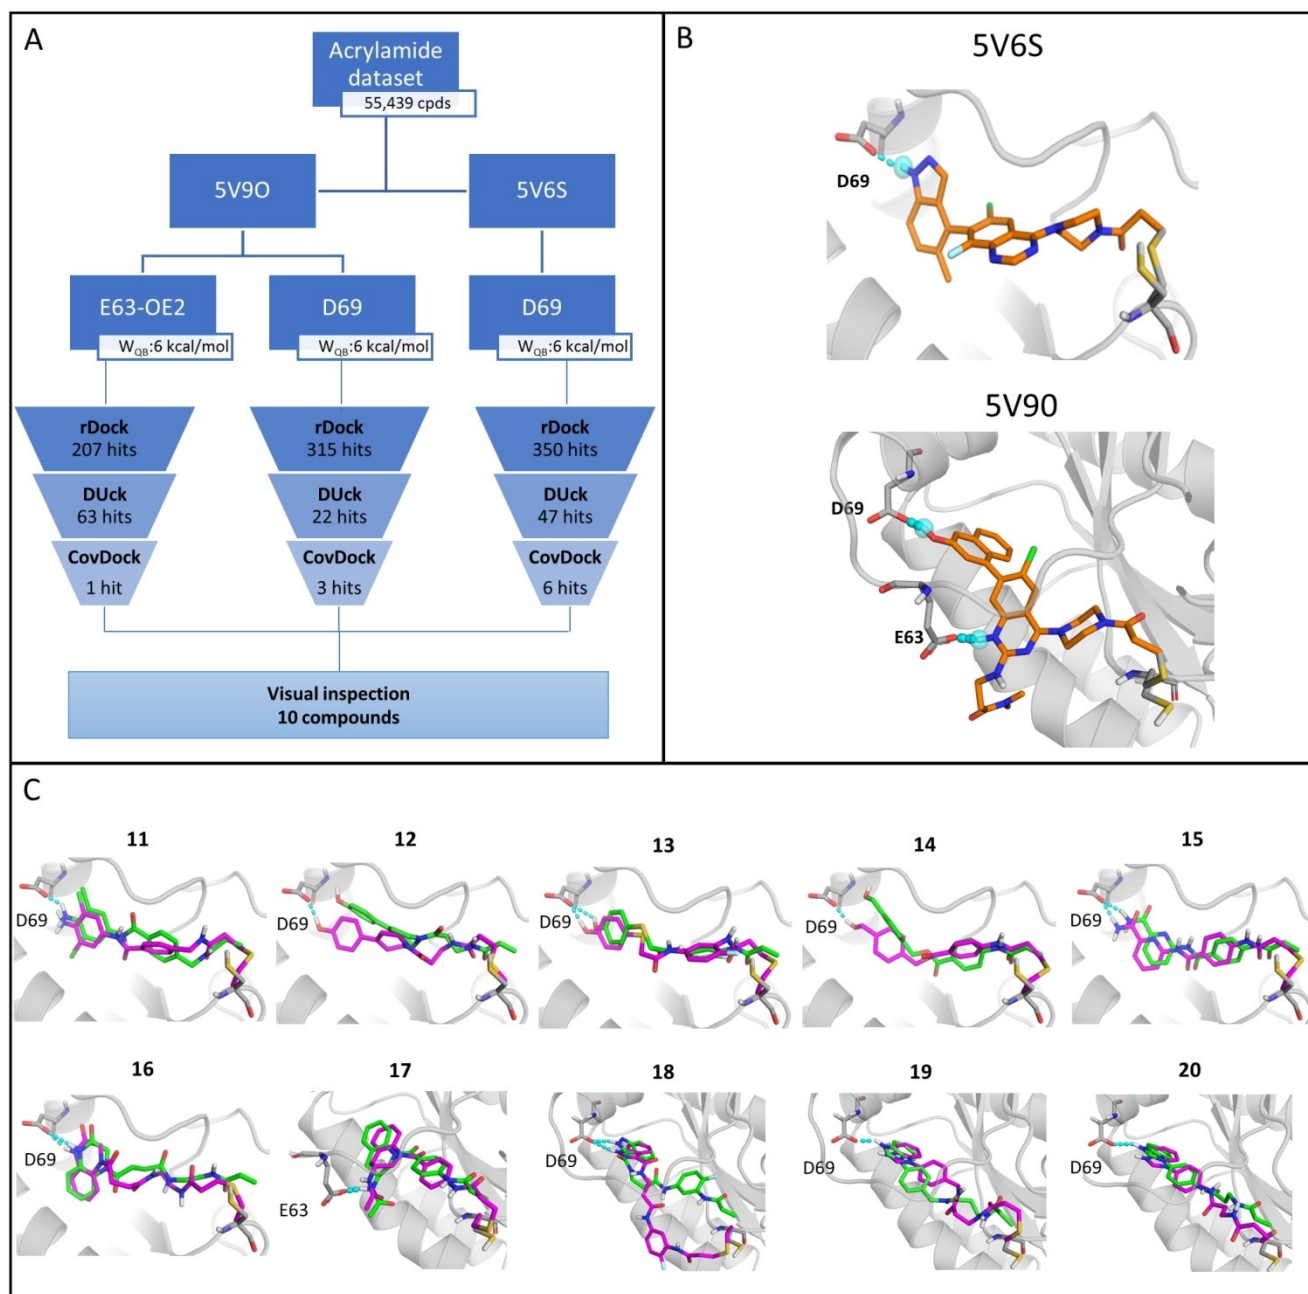 A
Acrylamide
dataset
55,439 cpds
5V9O
5V6S
E63-OE2
D69
D69
WQB:6 kcal/mol
WQB:6 kcal/mol
WQB:6 kcal/mol
rDock
207 hits
rDock
315 hits
rDock
350 hits
DUck
63 hits
DUck
22 hits
DUck
47 hits
CovDock
1 hit
CovDock
3 hits
CovDock
6 hits
Visual inspection
10 compounds
B
5V6S
D69
5V90
D69
E63
C
11
12
13
14
15
D69
D69
D69
D69
D69
16
17
18
19
20
D69
E63
D69
D69
D69